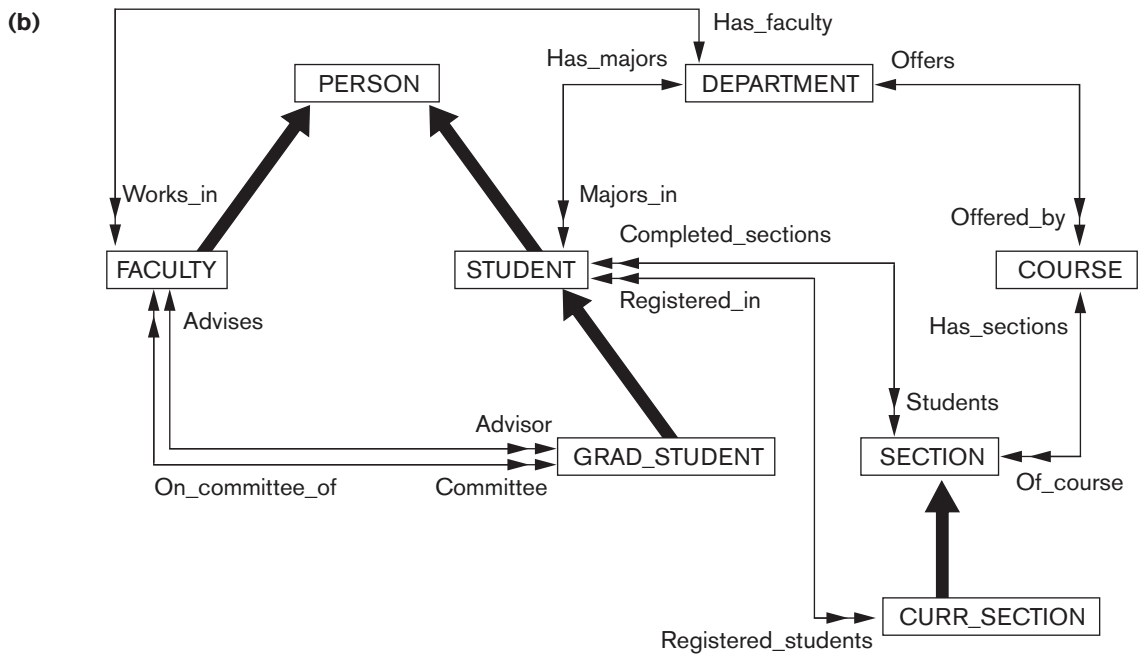 (b)
Has_faculty
Has_majors
Offers
PERSON
DEPARTMENT
Works_in
Majors_in
Completed_sections
Offered_by
FACULTY
STUDENT
COURSE
Advises
Registered_in
Has_sections
Advisor
Students
GRAD_STUDENT
SECTION
On_committee_of
Committee
Of_course
CURR_SECTION
Registered_students